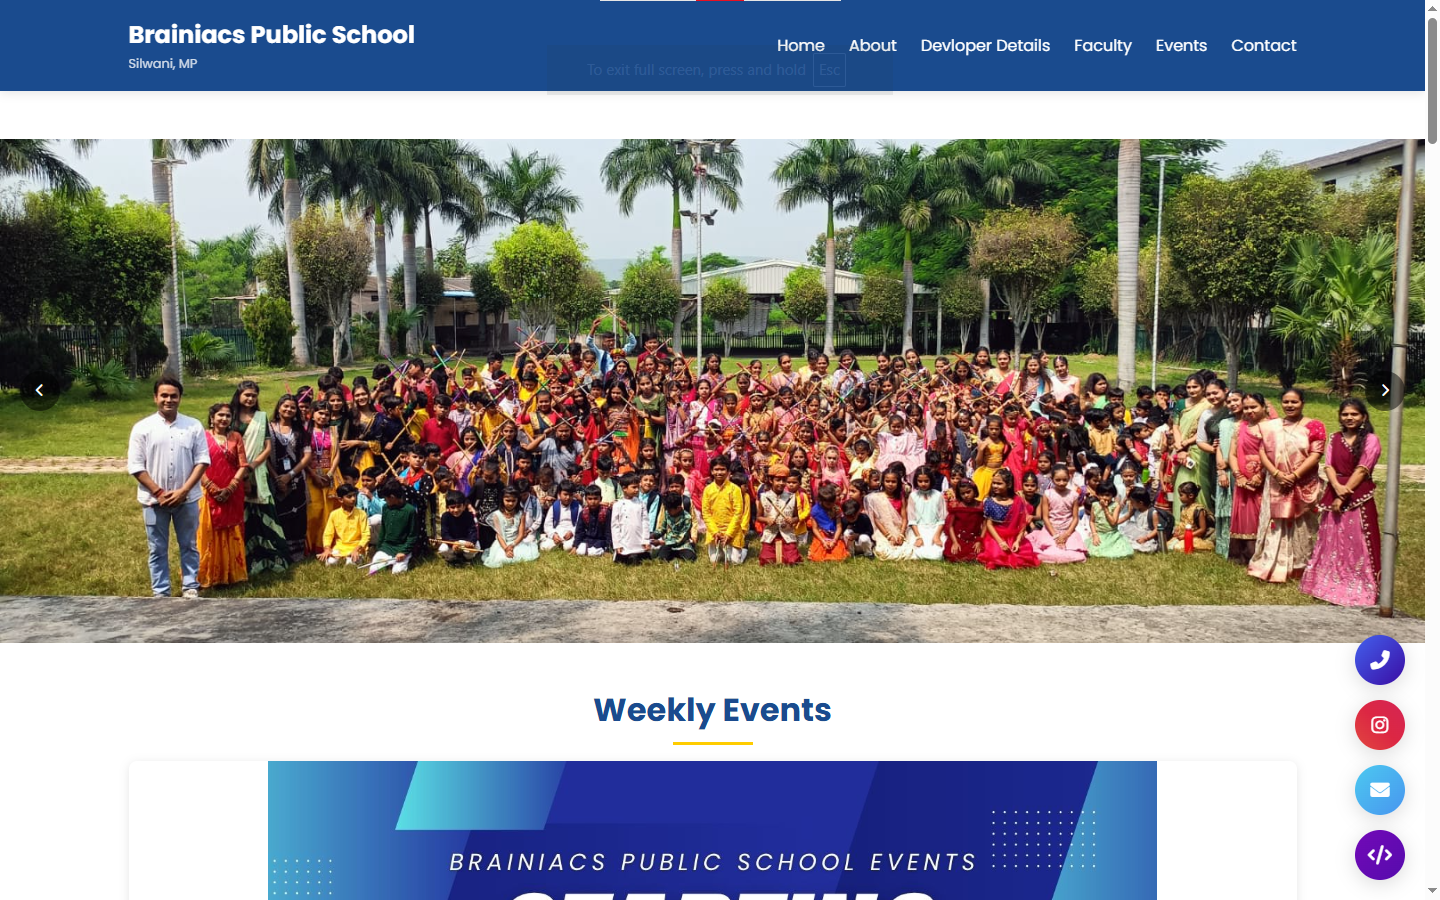 Brainiacs Public School
Silwani, MP
Home About Devloper Details Faculty Events Contact
To exit full screen, press and hold Esc
Weekly Events
BRAINIACS PUBLIC SCHOOL EVENTS
STARTING